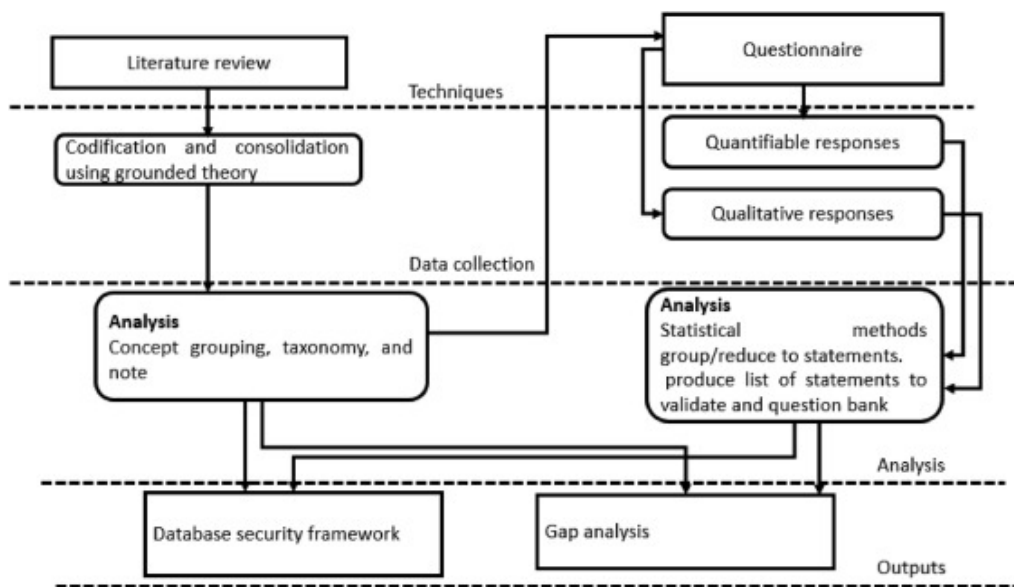 Literature review
Questionnaire
Techniques
Codification and consolidation
using grounded theory
Quantifiable responses
Qualitative responses
Data collection
Analysis
Concept grouping, taxonomy, and
note
Analysis
Statistical methods
group/reduce to statements.
produce list of statements to
validate and question bank
Analysis
Database security framework
Gap analysis
Outputs